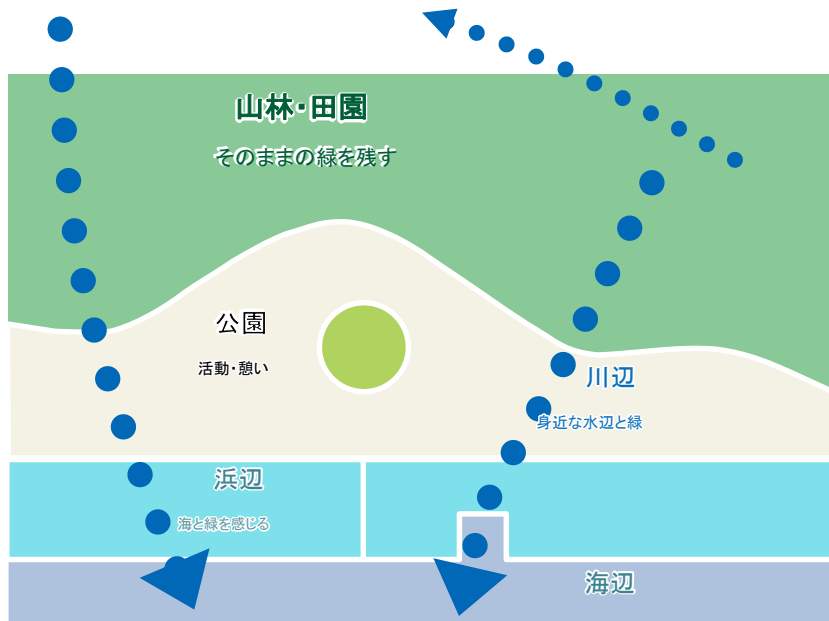 山林・田園
そのままの緑を残す
公園
活動・憩い
川辺
身近な水辺と緑
浜辺
海と緑を感じる
海辺